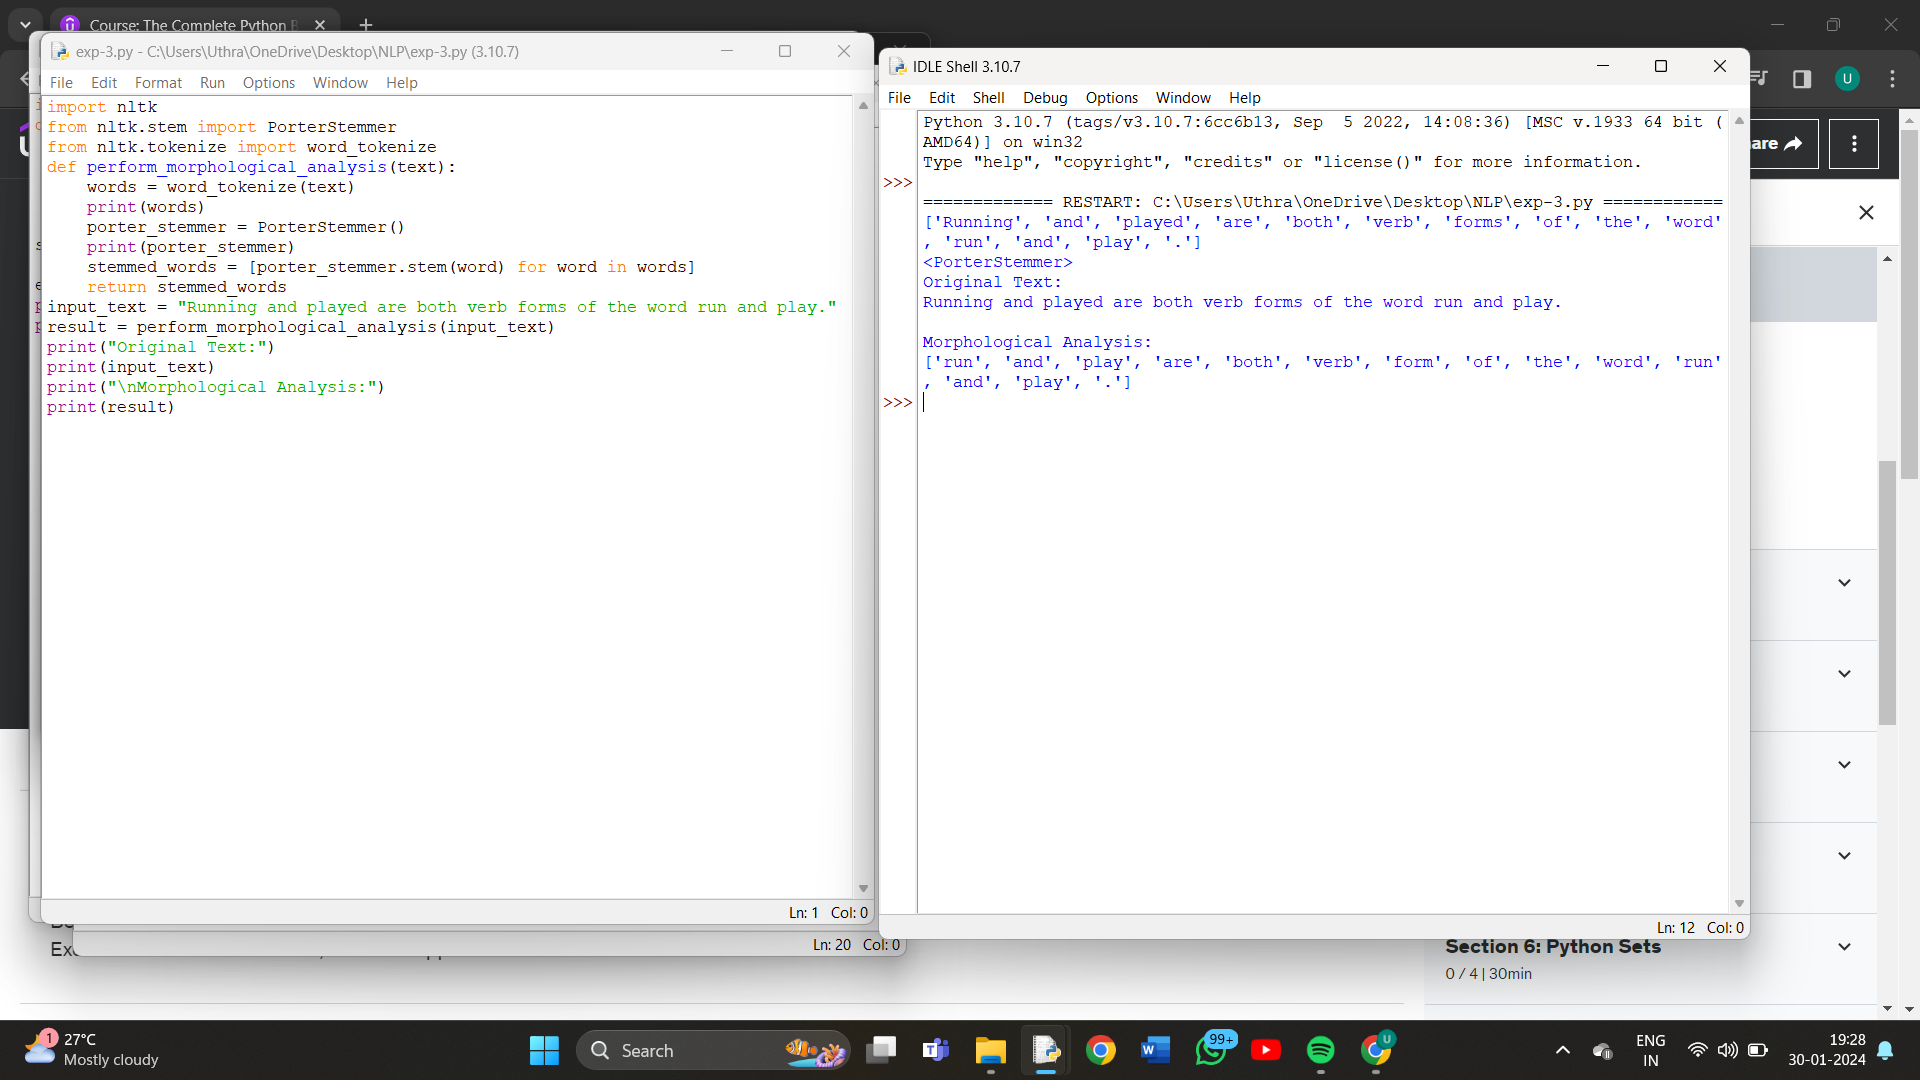 Course: The Complete Python
exp-3.py - C:\Users\Uthra\OneDrive\Desktop\NLP\exp-3.py (3.10.7)
File Edit Format Run Options Window Help
import nltk
from nltk.stem import PorterStemmer
from nltk.tokenize import word_tokenize
def perform_morphological_analysis(text):
    words = word_tokenize(text)
    print(words)
    porter_stemmer = PorterStemmer()
    print(porter_stemmer)
    stemmed_words = [porter_stemmer.stem(word) for word in words]
    return stemmed_words
input_text = "Running and played are both verb forms of the word run and play."
result = perform_morphological_analysis(input_text)
print("Original Text:")
print(input_text)
print("\nMorphological Analysis:")
print(result)
Ln: 1 Col: 0
Ln: 20 Col: 0
IDLE Shell 3.10.7
File Edit Shell Debug Options Window Help
Python 3.10.7 (tags/v3.10.7:6cc6b13, Sep  5 2022, 14:08:36) [MSC v.1933 64 bit (
AMD64)] on win32
Type "help", "copyright", "credits" or "license()" for more information.
>>>
============= RESTART: C:\Users\Uthra\OneDrive\Desktop\NLP\exp-3.py ============
['Running', 'and', 'played', 'are', 'both', 'verb', 'forms', 'of', 'the', 'word'
, 'run', 'and', 'play', '.']
<PorterStemmer>
Original Text:
Running and played are both verb forms of the word run and play.
Morphological Analysis:
['run', 'and', 'play', 'are', 'both', 'verb', 'form', 'of', 'the', 'word', 'run'
, 'and', 'play', '.']
>>>
Ln: 12 Col: 0
U
are
Section 6: Python Sets
0 / 4 | 30min
1
27°C
Mostly cloudy
Search
99+
U
ENG
IN
19:28
30-01-2024